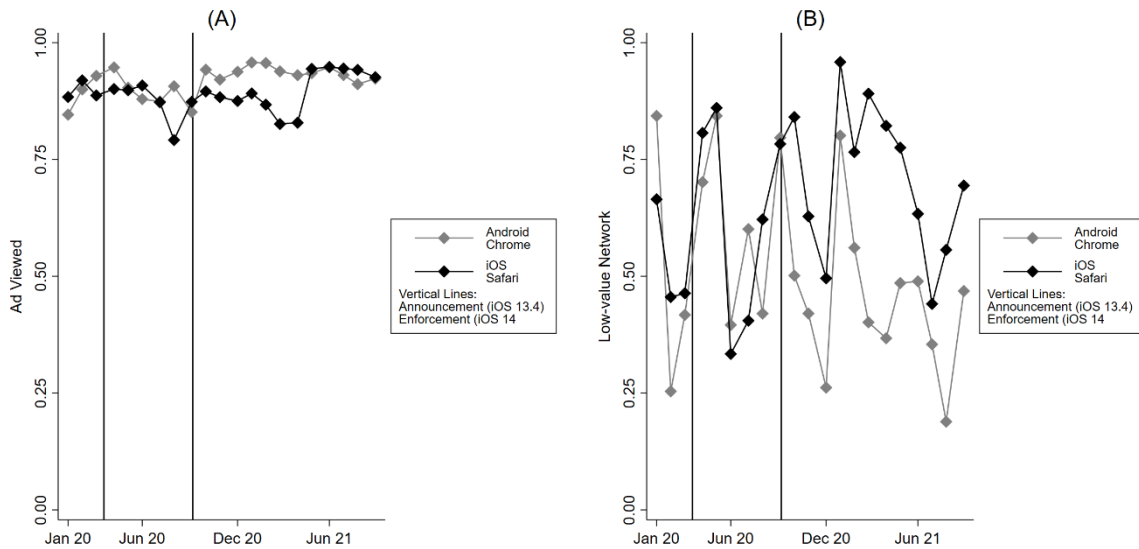 (A)
1.00
0.75
0.50
0.25
0.00
Ad Viewed
Jan 20
Jun 20
Dec 20
Jun 21
Android
Chrome
iOS
Safari
Vertical Lines:
Announcement (iOS 13.4)
Enforcement (iOS 14
(B)
1.00
0.75
0.50
0.25
0.00
Low-value Network
Jan 20
Jun 20
Dec 20
Jun 21
Android
Chrome
iOS
Safari
Vertical Lines:
Announcement (iOS 13.4)
Enforcement (iOS 14